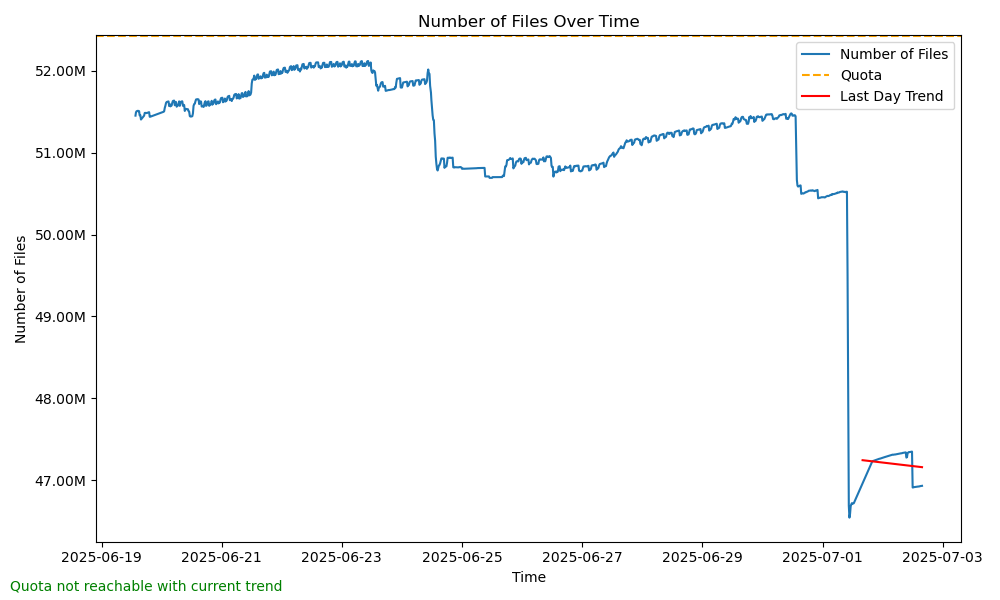 Number of Files Over Time
Number of Files
Quota
Last Day Trend
52.00M
51.00M
50.00M
49.00M
48.00M
47.00M
Number of Files
2025-06-19 2025-06-21 2025-06-23 2025-06-25 2025-06-27 2025-06-29 2025-07-01 2025-07-03
Time
Quota not reachable with current trend